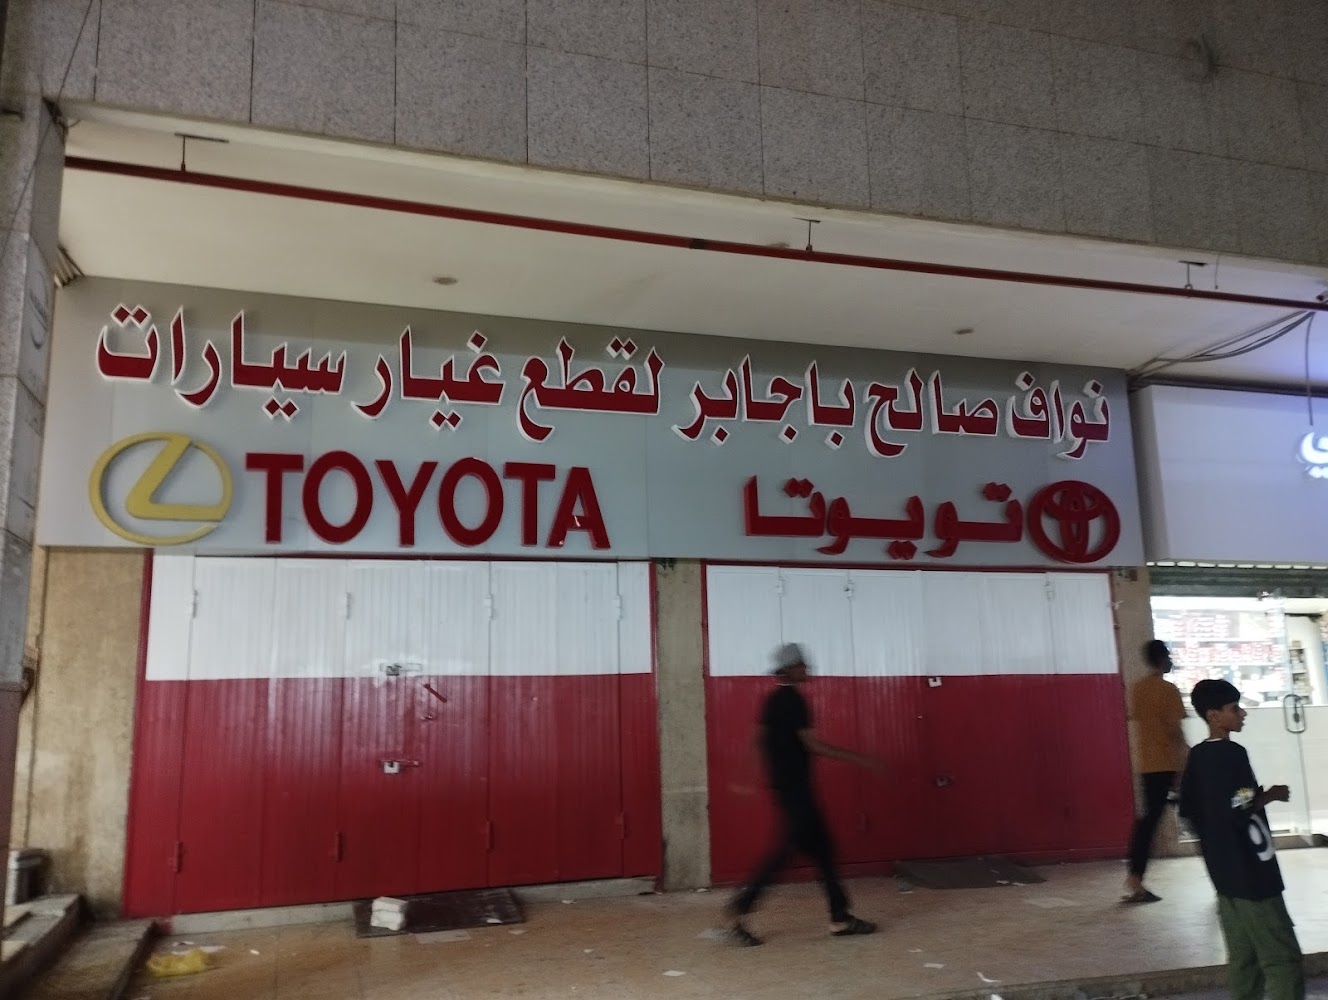 نواف صالح باجابر لقطع غيار سيارات
تويوتا TOYOTA